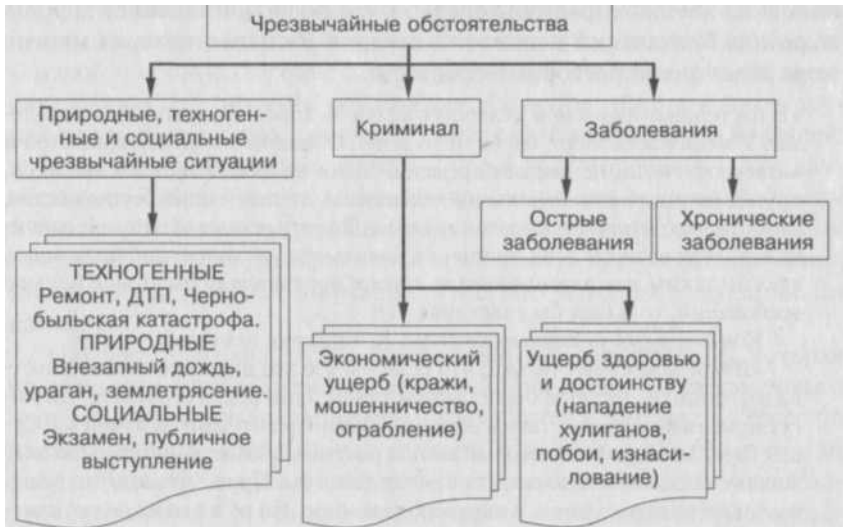 Чрезвычайные обстоятельства
Природные, техноген-
ные и социальные
чрезвычайные ситуации
Криминал
Заболевания
Острые
заболевания
Хронические
заболевания
ТЕХНОГЕННЫЕ
Ремонт, ДТП, Черно-
быльская катастрофа.
ПРИРОДНЫЕ
Внезапный дождь,
ураган, землетрясение.
СОЦИАЛЬНЫЕ
Экзамен, публичное
выступление
Экономический
ущерб (кражи,
мошенничество,
ограбление)
Ущерб здоровью
и достоинству
(нападение
хулиганов,
побои, изнаси-
лование)